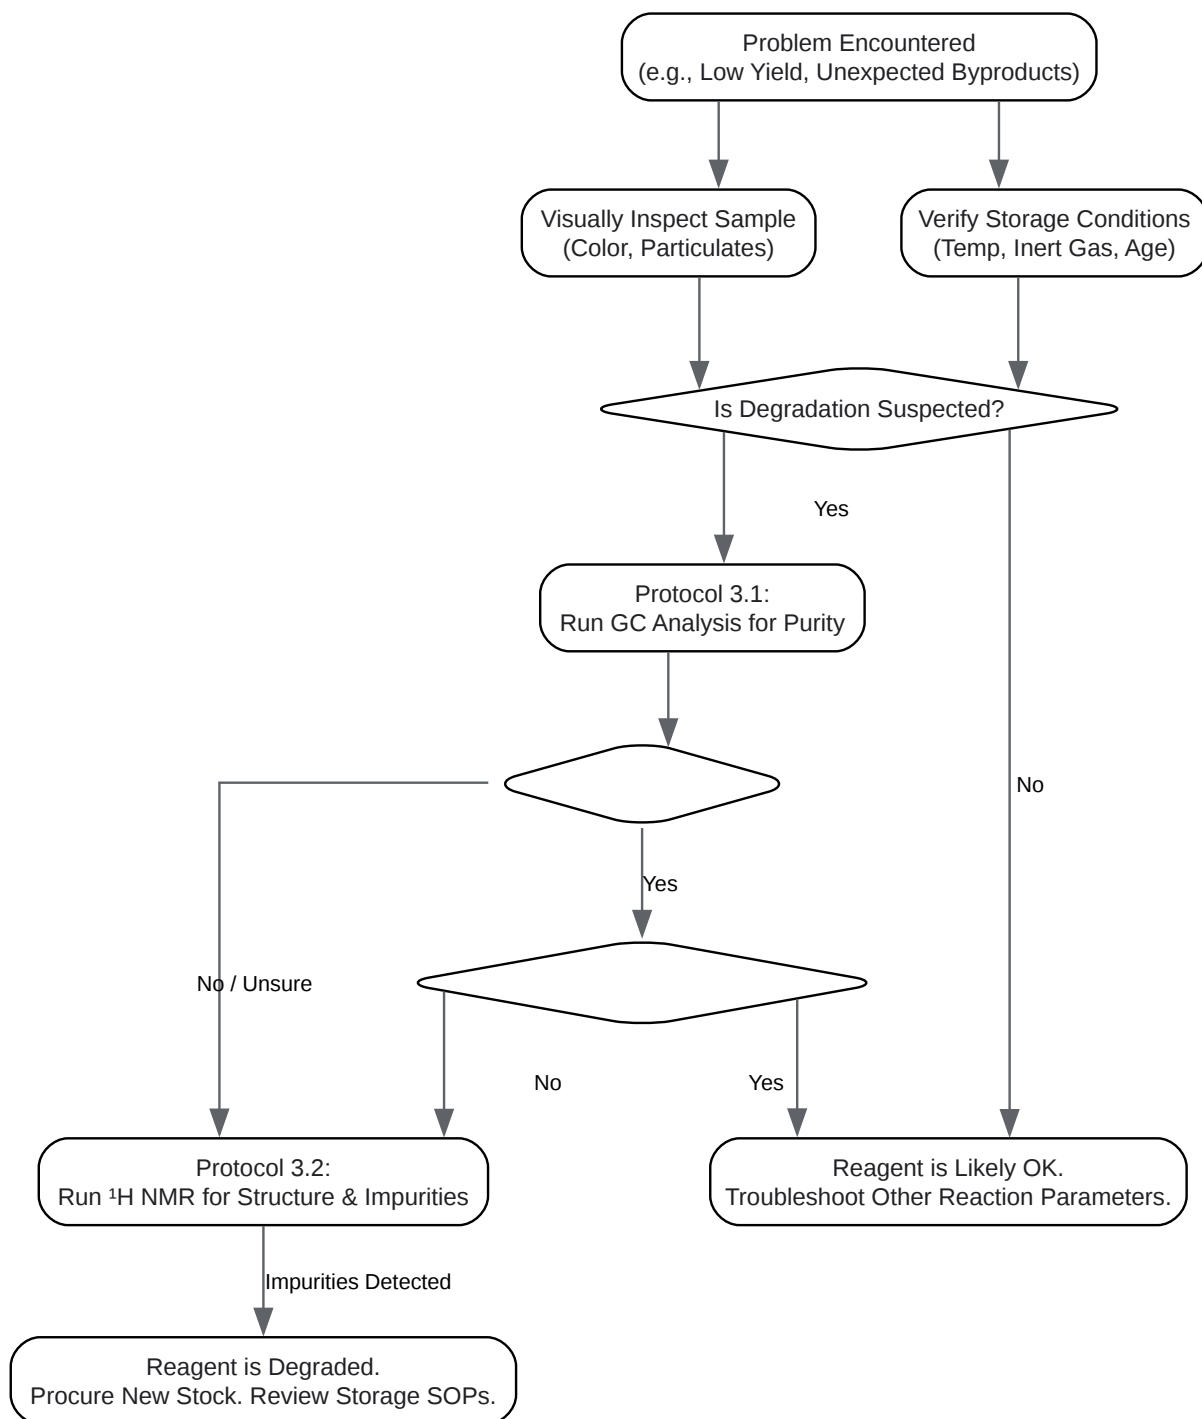 Problem Encountered
(e.g., Low Yield, Unexpected Byproducts)
Visually Inspect Sample
(Color, Particulates)
Verify Storage Conditions
(Temp, Inert Gas, Age)
Is Degradation Suspected?
Yes
Protocol 3.1:
Run GC Analysis for Purity
No
Yes
No / Unsure
No
Yes
Protocol 3.2:
Run ¹H NMR for Structure & Impurities
Reagent is Likely OK.
Troubleshoot Other Reaction Parameters.
Impurities Detected
Reagent is Degraded.
Procure New Stock. Review Storage SOPs.